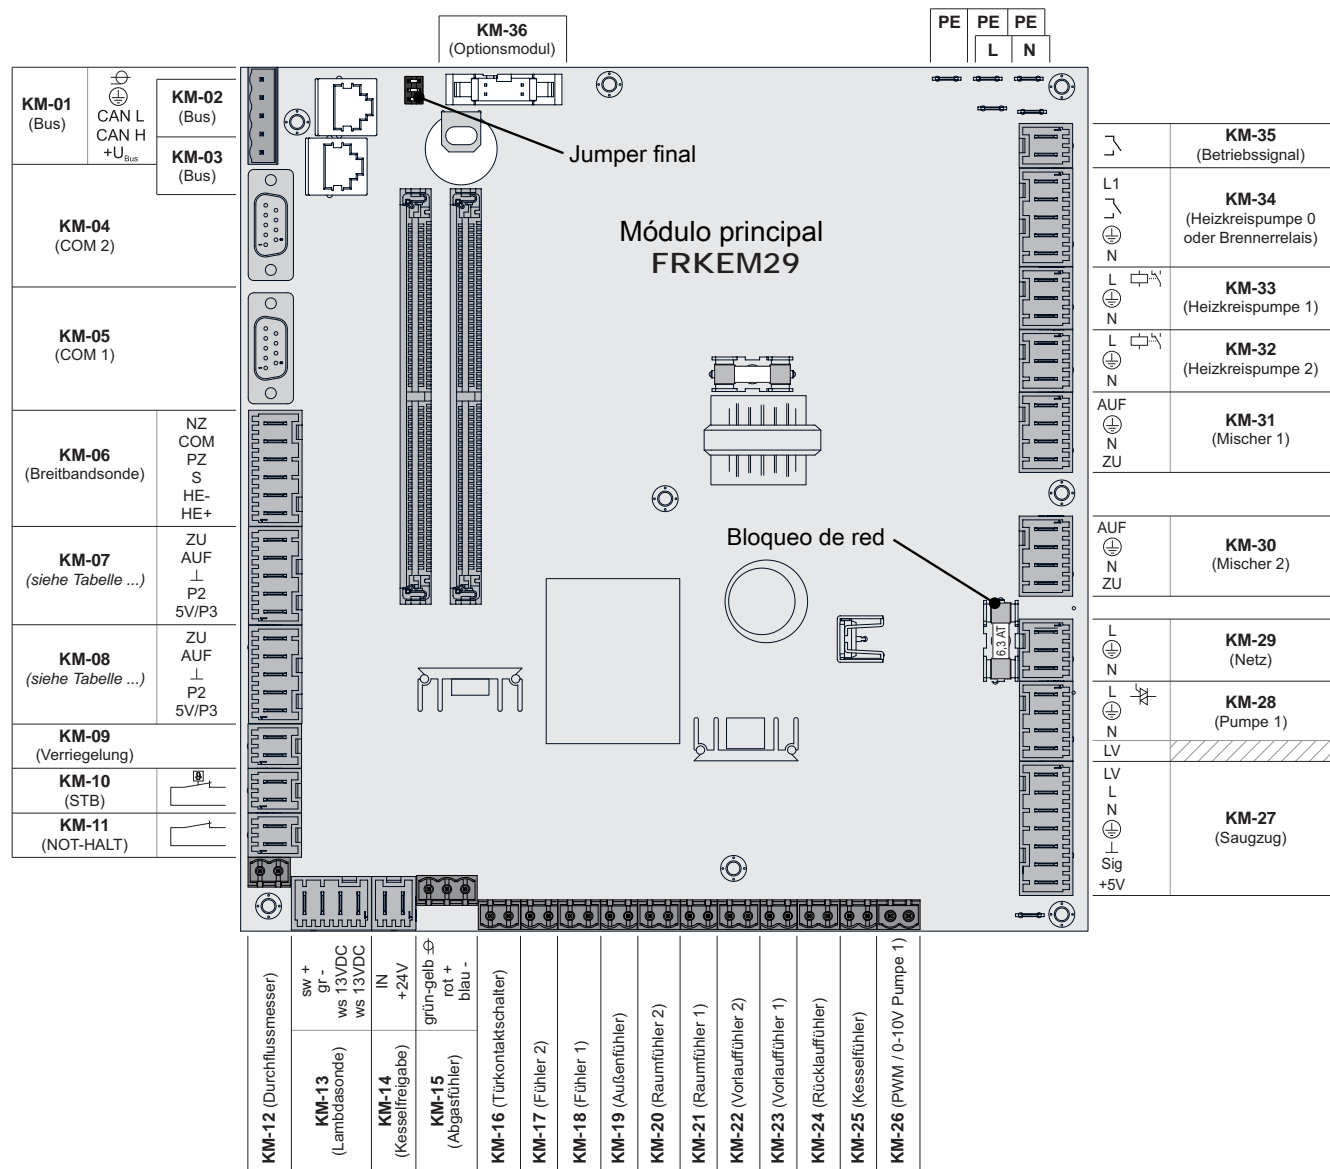 KM-36
(Optionsmodul)
PE PE PE
L N
KM-01
(Bus)
CAN L
CAN H
+UBus
KM-02
(Bus)
KM-03
(Bus)
KM-04
(COM 2)
KM-05
(COM 1)
KM-06
(Breitbandsonde)
NZ
COM
PZ
S
HE-
HE+
KM-07
(siehe Tabelle ...)
ZU
AUF
⊥
P2
5V/P3
KM-08
(siehe Tabelle ...)
ZU
AUF
⊥
P2
5V/P3
KM-09
(Verriegelung)
KM-10
(STB)
KM-11
(NOT-HALT)
Jumper final
Módulo principal
FRKEM29
Bloqueo de red
6,3 AT
KM-35
(Betriebssignal)
L1
N
KM-34
(Heizkreispumpe 0
oder Brennerrelais)
L
N
KM-33
(Heizkreispumpe 1)
L
N
KM-32
(Heizkreispumpe 2)
AUF
N
ZU
KM-31
(Mischer 1)
AUF
N
ZU
KM-30
(Mischer 2)
L
N
KM-29
(Netz)
L
N
LV
KM-28
(Pumpe 1)
LV
L
N
⊥
Sig
+5V
KM-27
(Saugzug)
KM-12 (Durchflussmesser)
sw +
gr -
ws 13VDC
ws 13VDC
KM-13
(Lambdasonde)
IN
+24V
KM-14
(Kesselfreigabe)
grün-gelb
rot +
blau -
KM-15
(Abgasfühler)
KM-16 (Türkontaktschalter)
KM-17 (Fühler 2)
KM-18 (Fühler 1)
KM-19 (Außenfühler)
KM-20 (Raumfühler 2)
KM-21 (Raumfühler 1)
KM-22 (Vorlauffühler 2)
KM-23 (Vorlauffühler 1)
KM-24 (Rücklauffühler)
KM-25 (Kesselfühler)
KM-26 (PWM / 0-10V Pumpe 1)